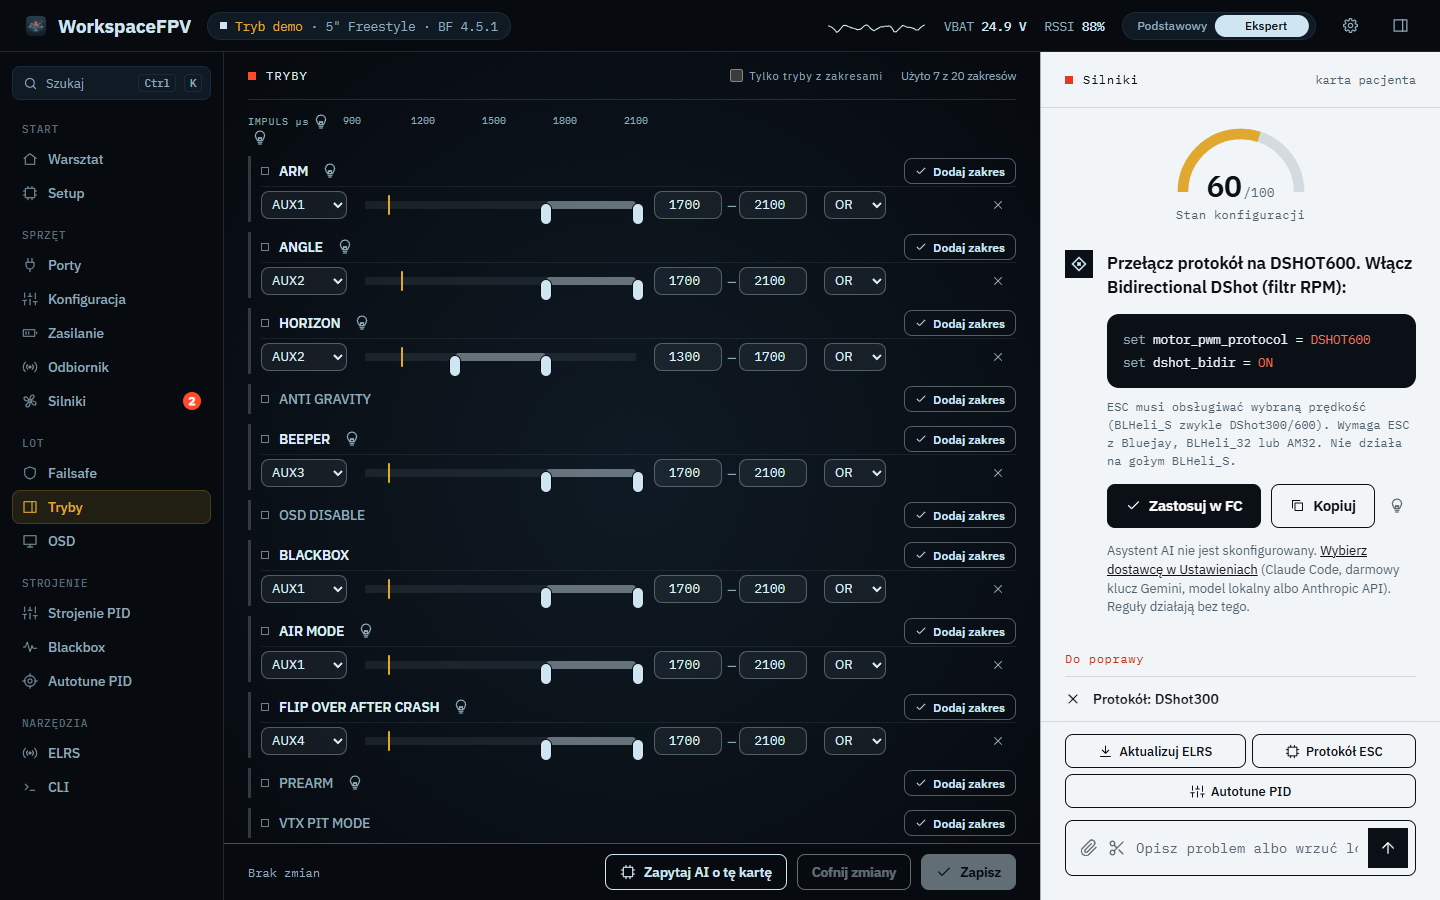 WorkspaceFPV
Tryb demo · 5" Freestyle · BF 4.5.1
VBAT 24.9 V
RSSI 88%
Podstawowy
Ekspert
Szukaj
Ctrl
K
START
Warsztat
Setup
SPRZĘT
Porty
Konfiguracja
Zasilanie
Odbiornik
Silniki
2
LOT
Failsafe
Tryby
OSD
STROJENIE
Strojenie PID
Blackbox
Autotune PID
NARZĘDZIA
ELRS
CLI
TRYBY
Tylko tryby z zakresami
Użyto 7 z 20 zakresów
IMPULS µs
900
1200
1500
1800
2100
ARM
Dodaj zakres
AUX1
1700 – 2100
OR
ANGLE
Dodaj zakres
AUX2
1700 – 2100
OR
HORIZON
Dodaj zakres
AUX2
1300 – 1700
OR
ANTI GRAVITY
Dodaj zakres
BEEPER
Dodaj zakres
AUX3
1700 – 2100
OR
OSD DISABLE
Dodaj zakres
BLACKBOX
Dodaj zakres
AUX1
1700 – 2100
OR
AIR MODE
Dodaj zakres
AUX1
1700 – 2100
OR
FLIP OVER AFTER CRASH
Dodaj zakres
AUX4
1700 – 2100
OR
PREARM
Dodaj zakres
VTX PIT MODE
Dodaj zakres
Brak zmian
Zapytaj AI o tę kartę
Cofnij zmiany
Zapisz
Silniki
karta pacjenta
60/100
Stan konfiguracji
Przełącz protokół na DSHOT600. Włącz
Bidirectional DShot (filtr RPM):
set motor_pwm_protocol = DSHOT600
set dshot_bidir = ON
ESC musi obsługiwać wybraną prędkość
(BLHeli_S zwykle DShot300/600). Wymaga ESC
z Bluejay, BLHeli_32 lub AM32. Nie działa
na gołym BLHeli_S.
Zastosuj w FC
Kopiuj
Asystent AI nie jest skonfigurowany. Wybierz
dostawcę w Ustawieniach (Claude Code, darmowy
klucz Gemini, model lokalny albo Anthropic API).
Reguły działają bez tego.
Do poprawy
Protokół: DShot300
Aktualizuj ELRS
Protokół ESC
Autotune PID
Opisz problem albo wrzuć lo